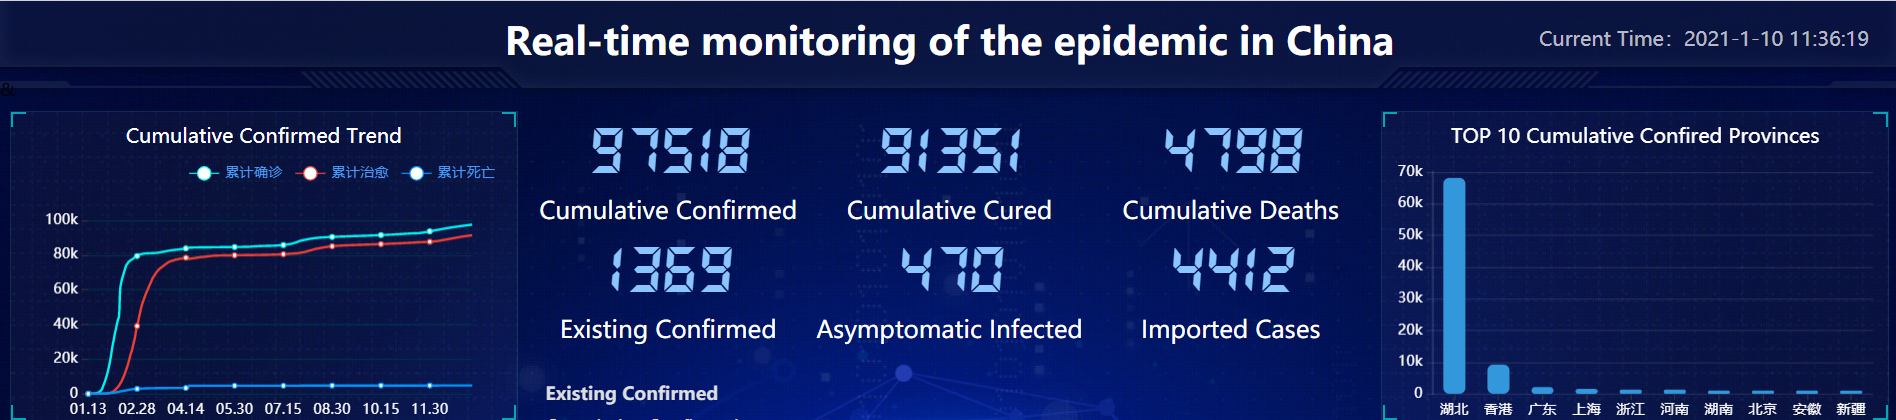 Real-time monitoring of the epidemic in China
Current Time：2021-1-10 11:36:19
&
Cumulative Confirmed Trend
累计确诊 累计治愈 累计死亡
100k
80k
60k
40k
20k
0
01.13 02.28 04.14 05.30 07.15 08.30 10.15 11.30
97518 91351 4798
Cumulative Confirmed Cumulative Cured Cumulative Deaths
1369 470 4412
Existing Confirmed Asymptomatic Infected Imported Cases
Existing Confirmed
TOP 10 Cumulative Confired Provinces
70k
60k
50k
40k
30k
20k
10k
0
湖北 香港 广东 上海 浙江 河南 湖南 北京 安徽 新疆